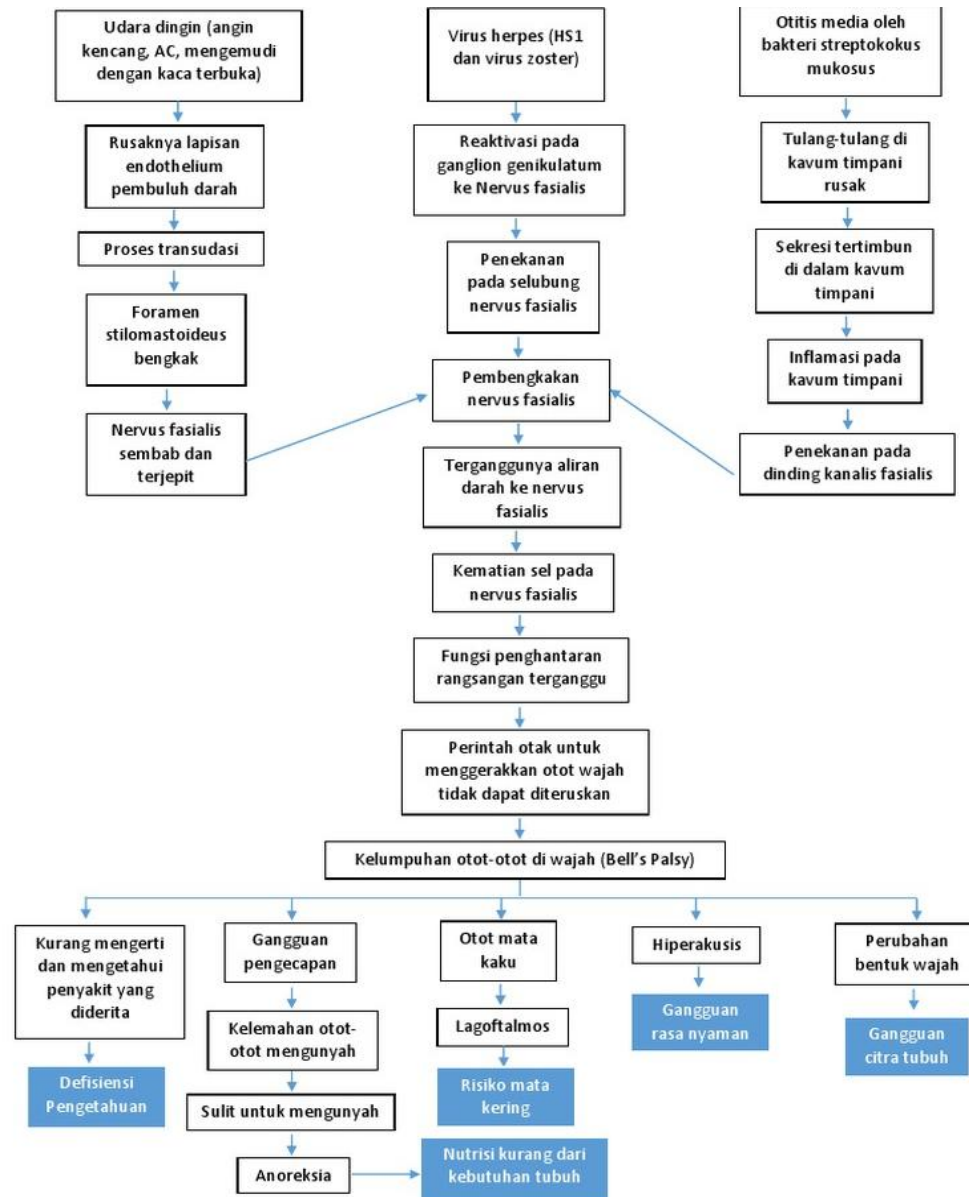 Udara dingin (angin
kencang, AC, mengemudi
dengan kaca terbuka)
Rusaknya lapisan
endothelium
pembuluh darah
Proses transudasi
Foramen
stilomastoideus
bengkak
Nervus fasialis
sembab dan
terjepit
Virus herpes (HS1
dan virus zoster)
Reaktivasi pada
ganglion genikulatum
ke Nervus fasialis
Penekanan
pada selubung
nervus fasialis
Pembengkakan
nervus fasialis
Terganggunya aliran
darah ke nervus
fasialis
Kematian sel pada
nervus fasialis
Fungsi penghantaran
rangsangan terganggu
Perintah otak untuk
menggerakkan otot wajah
tidak dapat diteruskan
Kelumpuhan otot-otot di wajah (Bell’s Palsy)
Otitis media oleh
bakteri streptokokus
mukosus
Tulang-tulang di
kavum timpani
rusak
Sekresi tertimbun
di dalam kavum
timpani
Inflamasi pada
kavum timpani
Penekanan pada
dinding kanalis fasialis
Kurang mengerti
dan mengetahui
penyakit yang
diderita
Defisiensi
Pengetahuan
Gangguan
pengecapan
Kelemahan otot-
otot mengunyah
Sulit untuk mengunyah
Anoreksia
Nutrisi kurang dari
kebutuhan tubuh
Otot mata
kaku
Lagoftalmos
Risiko mata
kering
Hiperakusis
Gangguan
rasa nyaman
Perubahan
bentuk wajah
Gangguan
citra tubuh